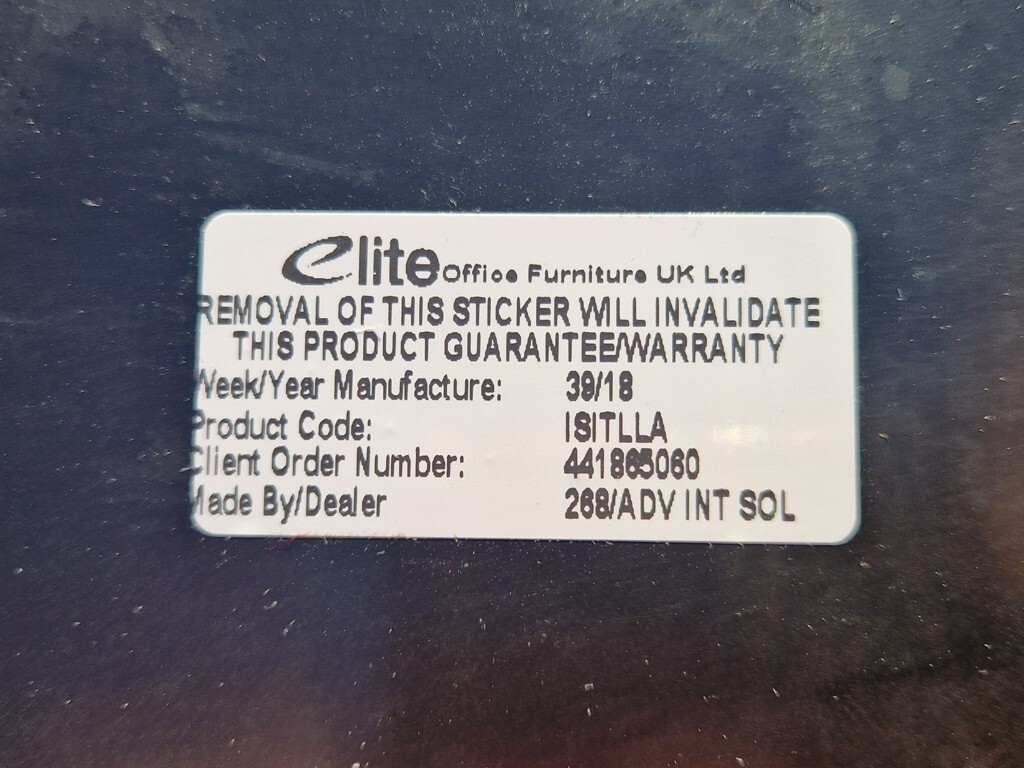 elite Office Furniture UK Ltd
REMOVAL OF THIS STICKER WILL INVALIDATE
THIS PRODUCT GUARANTEE/WARRANTY
Week/Year Manufacture: 39/18
Product Code: ISITLLA
Client Order Number: 441865060
Made By/Dealer 268/ADV INT SOL